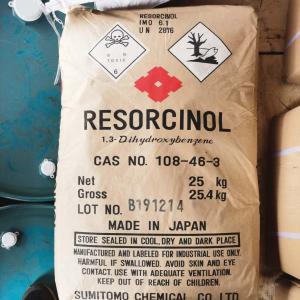 RESORCINOL
IMO 6.1
UN 2816
TOXIC
6
RESORCINOL
1,3-Dihydroxybenzene
CAS NO. 108-46-3
Net 25 kg
Gross 25.4 kg
LOT NO. B191214
MADE IN JAPAN
STORE SEALED IN COOL, DRY AND DARK PLACE
MANUFACTURED AND LABELED FOR INDUSTRIAL USE ONLY.
HARMFUL IF SWALLOWED. AVOID SKIN AND EYE
CONTACT. USE WITH ADEQUATE VENTILATION.
KEEP OUT OF REACH OF CHILDREN.
SUMITOMO CHEMICAL CO. LTD